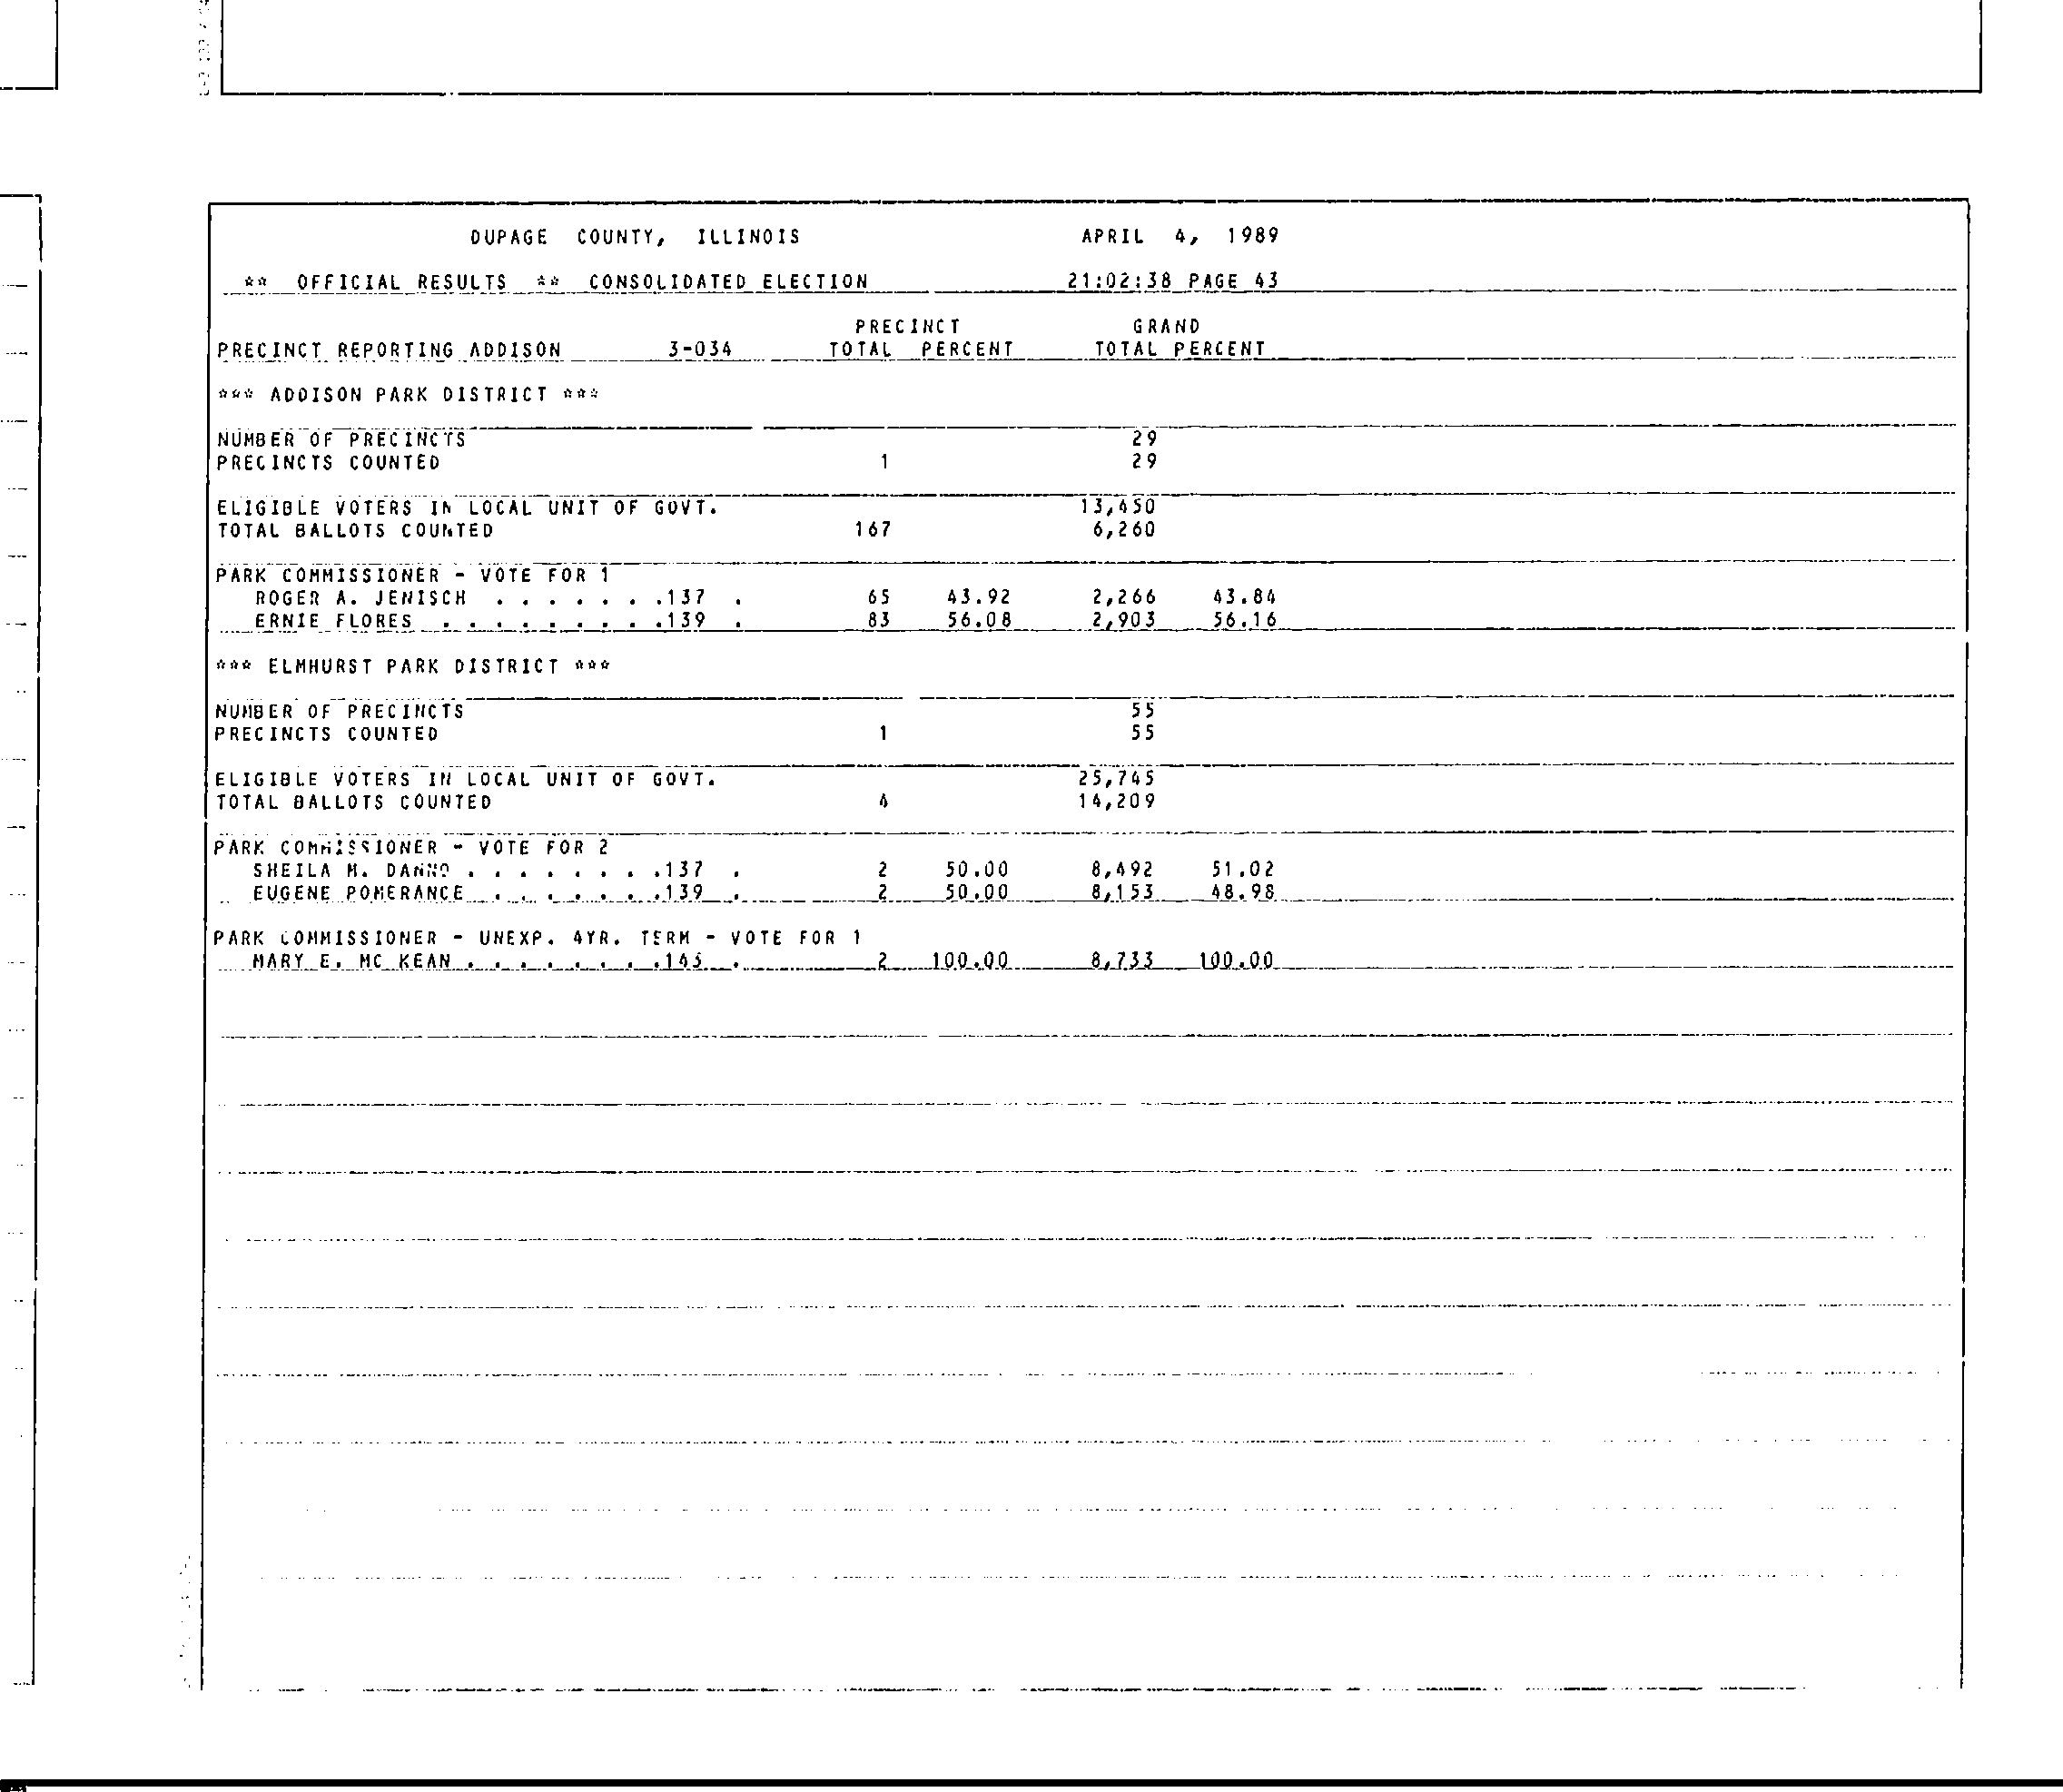 DUPAGE COUNTY, ILLINOIS APRIL 4, 1989
** OFFICIAL RESULTS ** CONSOLIDATED ELECTION 21:02:38 PAGE 43
PRECINCT GRAND
PRECINCT REPORTING ADDISON 3-034 TOTAL PERCENT TOTAL PERCENT
*** ADDISON PARK DISTRICT ***
NUMBER OF PRECINCTS 29
PRECINCTS COUNTED 1 29
ELIGIBLE VOTERS IN LOCAL UNIT OF GOVT. 13,450
TOTAL BALLOTS COUNTED 167 6,260
PARK COMMISSIONER - VOTE FOR 1
ROGER A. JENISCH . . . . . . .137 . 65 43.92 2,266 43.84
ERNIE FLORES . . . . . . . . .139 . 83 56.08 2,903 56.16
*** ELMHURST PARK DISTRICT ***
NUMBER OF PRECINCTS 55
PRECINCTS COUNTED 1 55
ELIGIBLE VOTERS IN LOCAL UNIT OF GOVT. 25,745
TOTAL BALLOTS COUNTED 4 14,209
PARK COMMISSIONER - VOTE FOR 2
SHEILA M. DANNO . . . . . . . .137 . 2 50.00 8,492 51.02
EUGENE POMERANCE . . . . . . .139 . 2 50.00 8,153 48.98
PARK COMMISSIONER - UNEXP. 4YR. TERM - VOTE FOR 1
MARY E. MC KEAN . . . . . . . .145 . 2 100.00 8,733 100.00